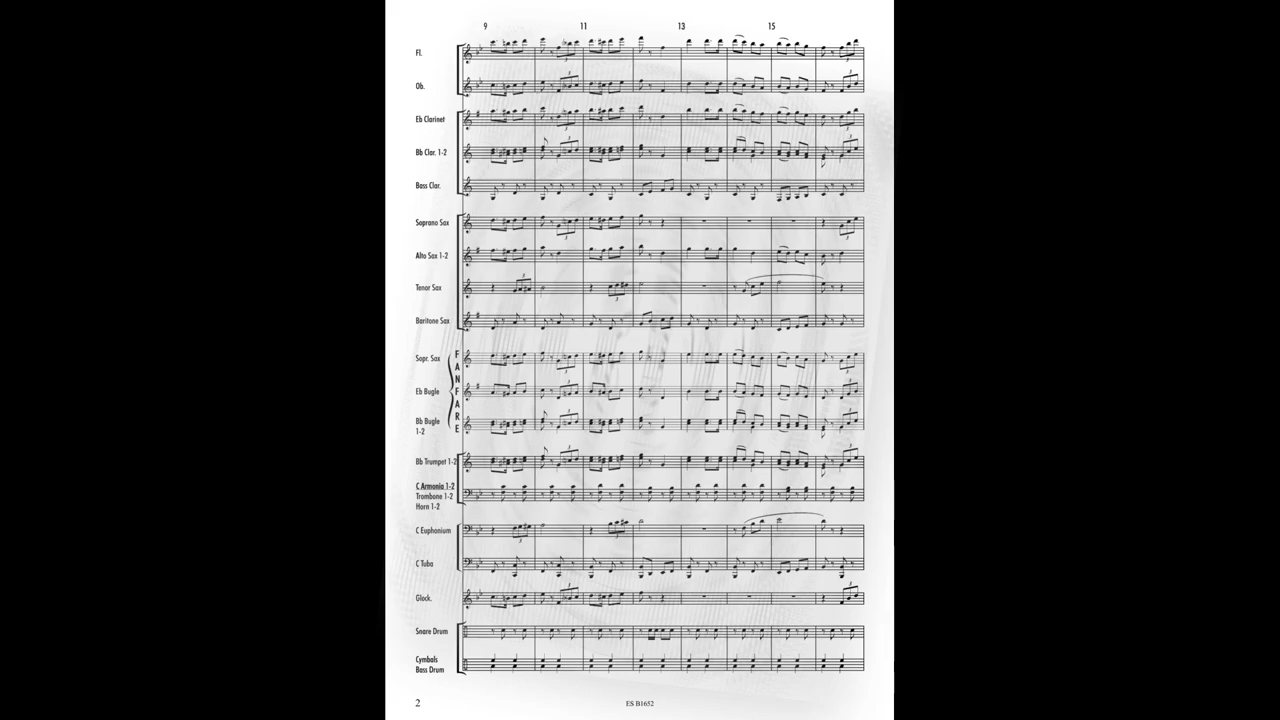 9 11 13 15
Fl.
Ob.
Eb Clarinet
Bb Clar. 1-2
Bass Clar.
Soprano Sax
Alto Sax 1-2
Tenor Sax
Baritone Sax
FANFARE
Sopr. Sax
Eb Bugle
Bb Bugle
1-2
Bb Trumpet 1-2
C Armonia 1-2
Trombone 1-2
Horn 1-2
C Euphonium
C Tuba
Glock.
Snare Drum
Cymbals
Bass Drum
2 ES B1652